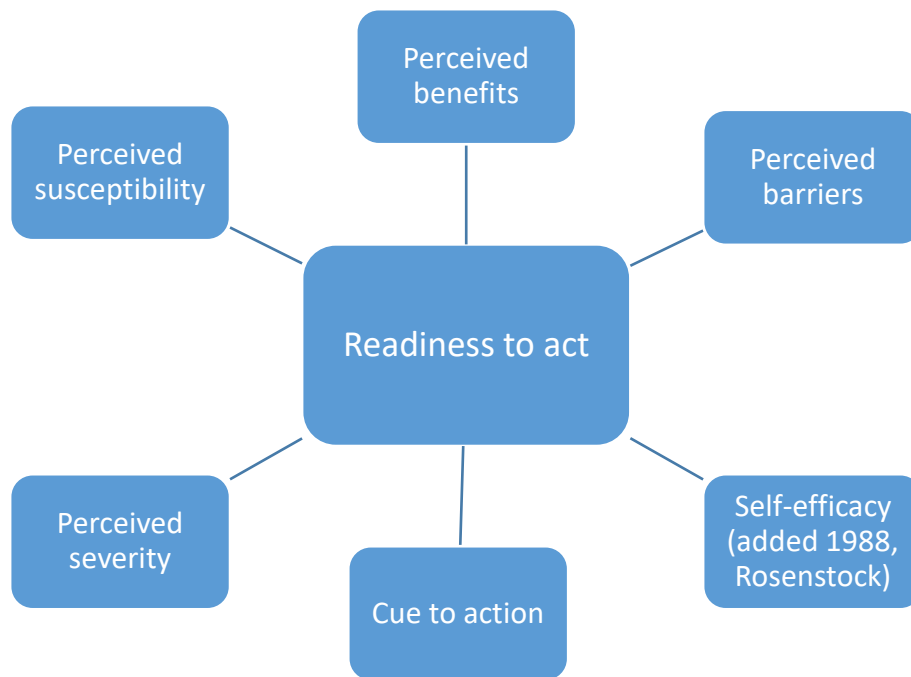 Perceived
benefits
Perceived
susceptibility
Perceived
barriers
Readiness to act
Perceived
severity
Self-efficacy
(added 1988,
Rosenstock)
Cue to action